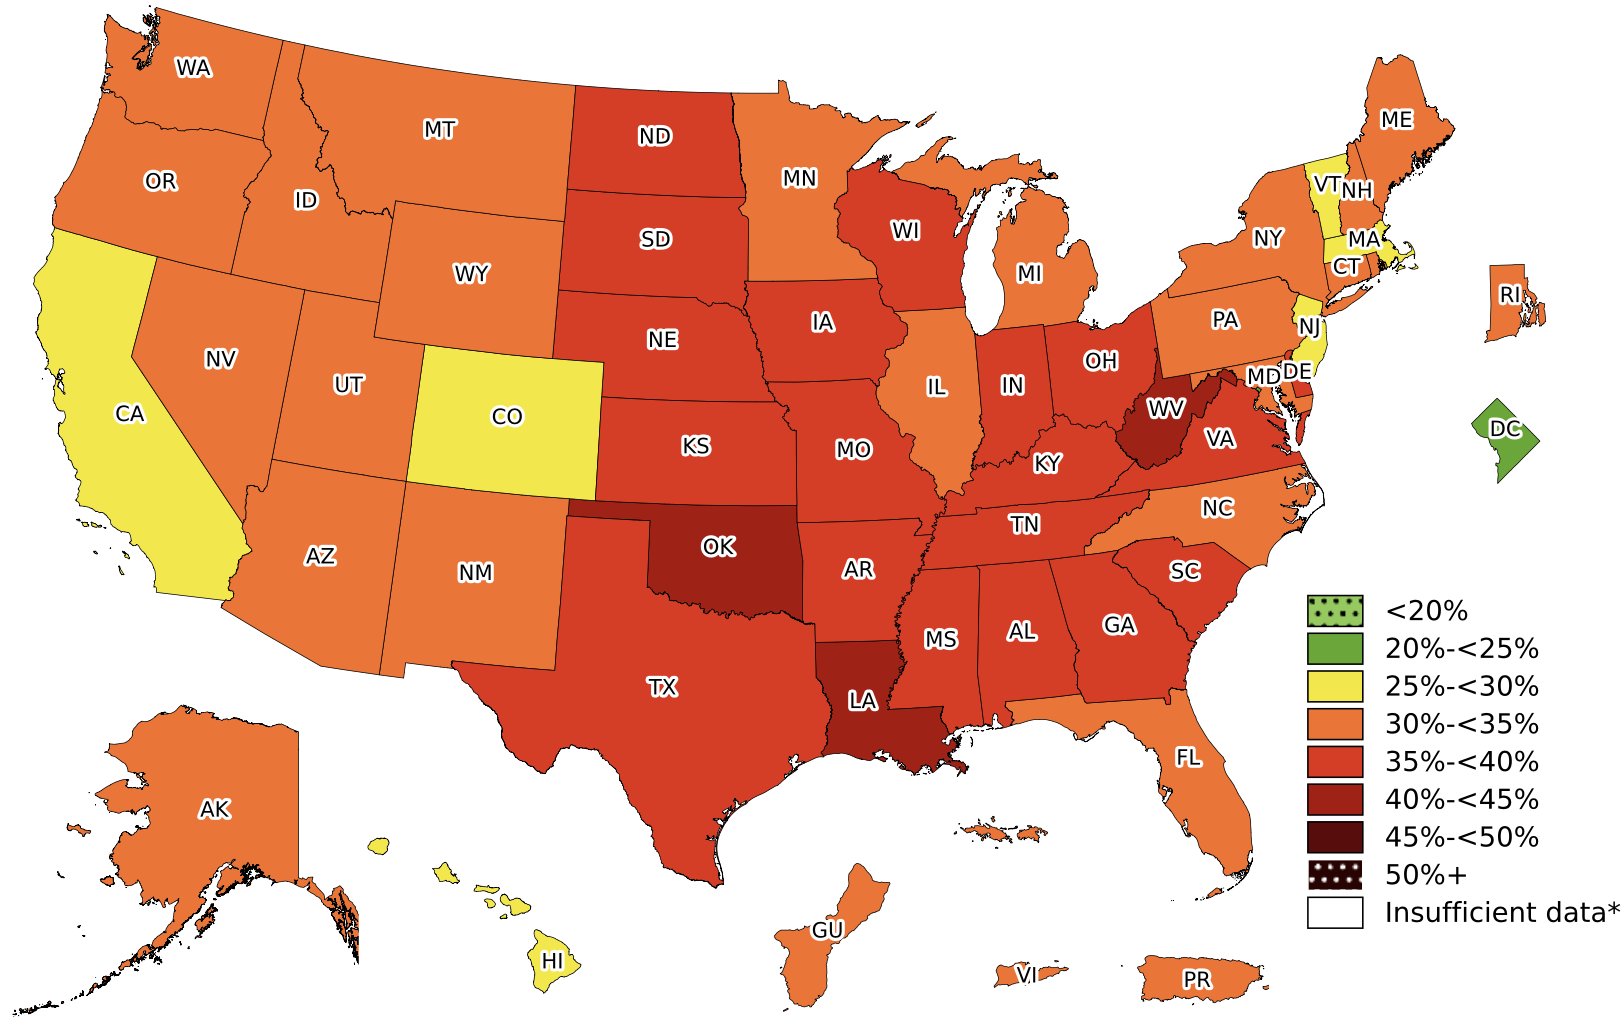 WA
MT
ND
ME
OR
ID
MN
VT
NH
SD
WI
NY
MA
WY
MI
CT
RI
NE
IA
PA
NJ
NV
UT
IL
IN
OH
MD
DE
CA
CO
KS
MO
KY
WV
VA
DC
AZ
NM
OK
AR
TN
NC
SC
MS
AL
GA
TX
LA
FL
AK
HI
GU
VI
PR
<20%
20%-<25%
25%-<30%
30%-<35%
35%-<40%
40%-<45%
45%-<50%
50%+
Insufficient data*